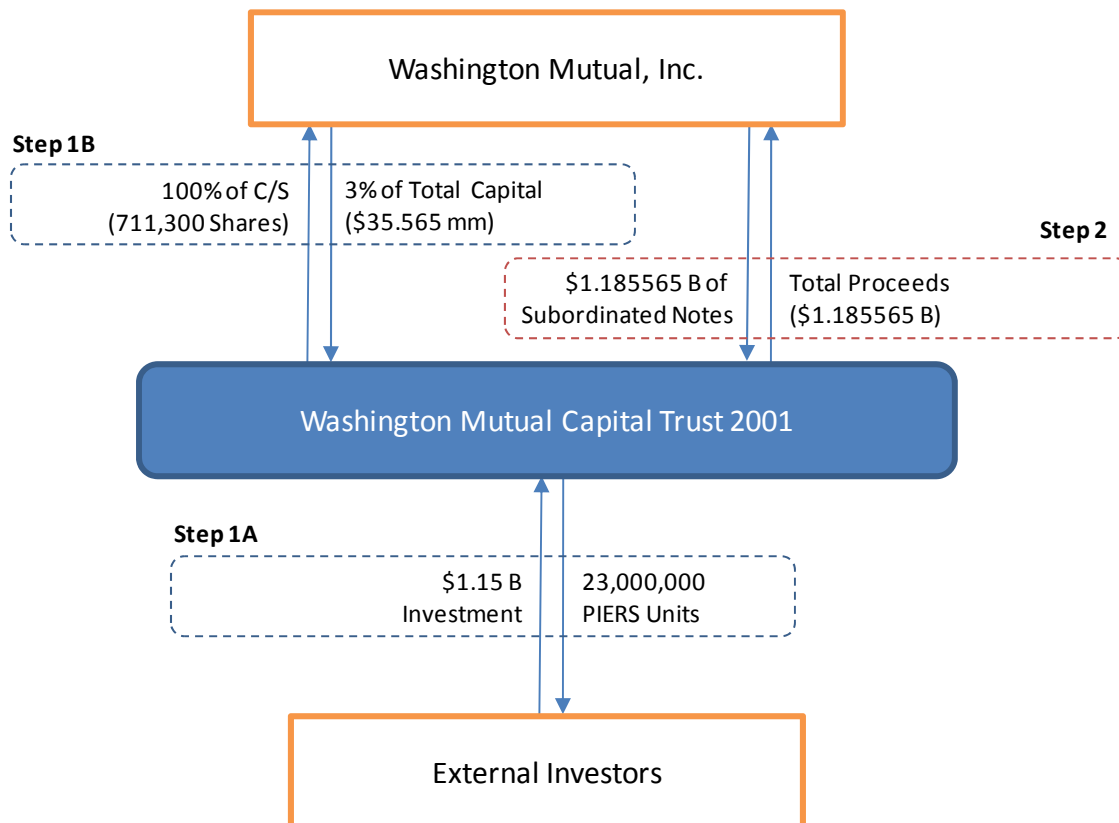 Washington Mutual, Inc.
Step 1B
100% of C/S
(711,300 Shares)
3% of Total Capital
($35.565 mm)
Step 2
$1.185565 B of
Subordinated Notes
Total Proceeds
($1.185565 B)
Washington Mutual Capital Trust 2001
Step 1A
$1.15 B
Investment
23,000,000
PIERS Units
External Investors